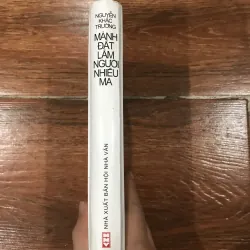 NGUYỄN
KHẮC
TRƯỜNG
MẢNH
ĐẤT
LẮM
NGƯỜI
NHIỀU
MA
NHÀ XUẤT BẢN HỘI NHÀ VĂN